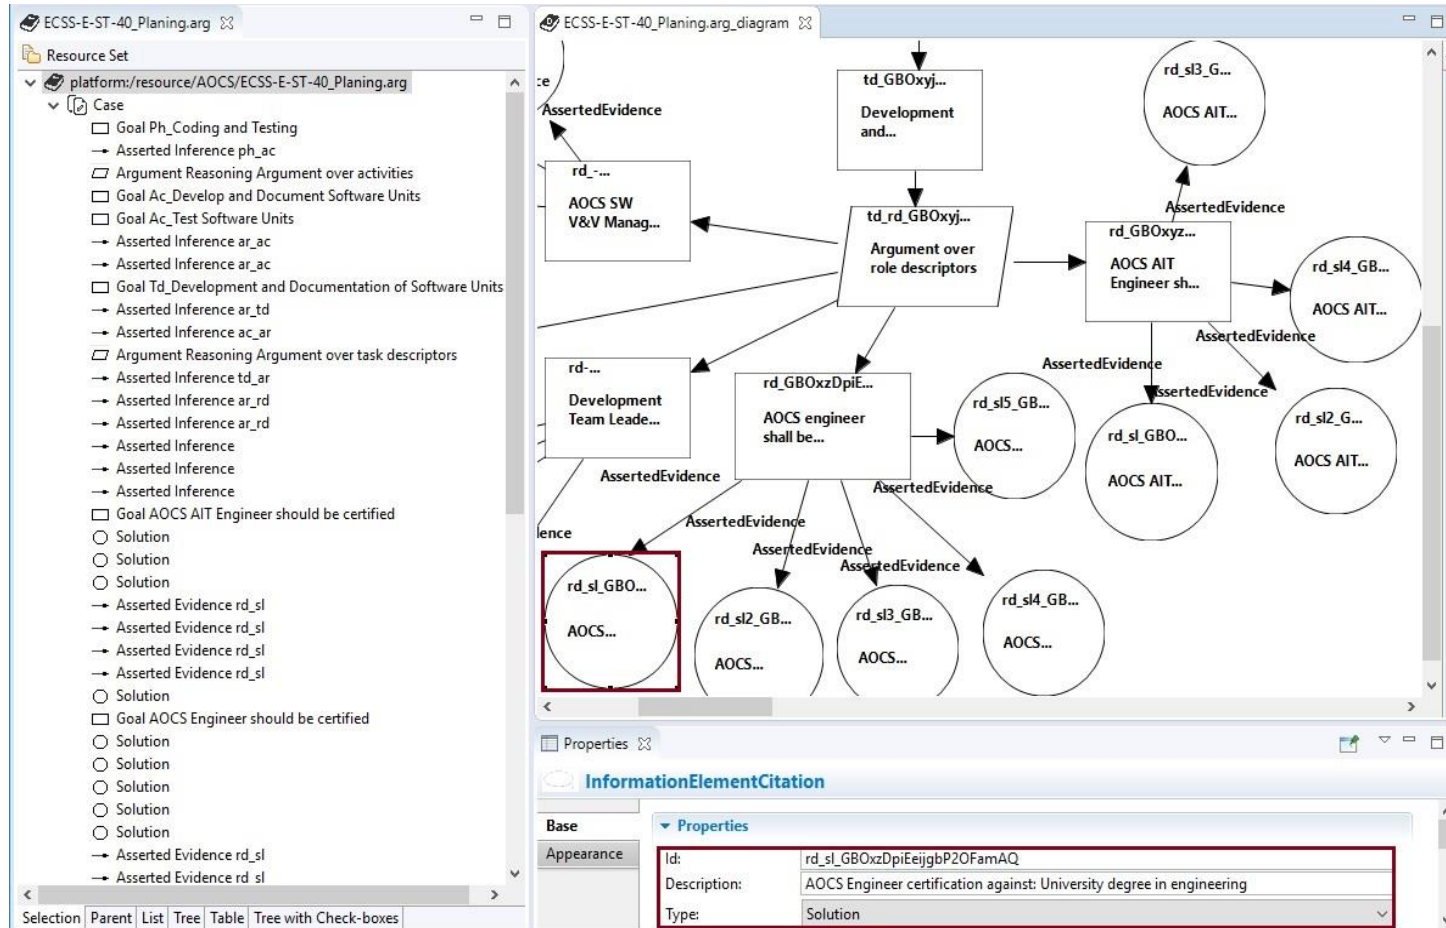 ECSS-E-ST-40_Planing.arg
Resource Set
platform:/resource/AOCS/ECSS-E-ST-40_Planing.arg
Case
Goal Ph_Coding and Testing
Asserted Inference ph_ac
Argument Reasoning Argument over activities
Goal Ac_Develop and Document Software Units
Goal Ac_Test Software Units
Asserted Inference ar_ac
Asserted Inference ar_ac
Goal Td_Development and Documentation of Software Units
Asserted Inference ar_td
Asserted Inference ac_ar
Argument Reasoning Argument over task descriptors
Asserted Inference td_ar
Asserted Inference ar_rd
Asserted Inference ar_rd
Asserted Inference
Asserted Inference
Asserted Inference
Goal AOCS AIT Engineer should be certified
Solution
Solution
Solution
Asserted Evidence rd_sl
Asserted Evidence rd_sl
Asserted Evidence rd_sl
Asserted Evidence rd_sl
Solution
Goal AOCS Engineer should be certified
Solution
Solution
Solution
Solution
Solution
Asserted Evidence rd_sl
Asserted Evidence rd_sl
Selection Parent List Tree Table Tree with Check-boxes
ECSS-E-ST-40_Planing.arg_diagram
ce
AssertedEvidence
td_GBOxyj...
Development
and...
rd_sl3_G...
AOCS AIT...
rd_-...
AOCS SW
V&V Manag...
td_rd_GBOxyj...
Argument over
role descriptors
AssertedEvidence
rd_GBOxyz...
AOCS AIT
Engineer sh...
rd_sl4_GB...
AOCS AIT...
AssertedEvidence
AssertedEvidence
AssertedEvidence
rd-...
Development
Team Leade...
rd_GBOxzDpiE...
AOCS engineer
shall be...
rd_sl5_GB...
AOCS...
rd_sl_GBO...
AOCS AIT...
rd_sl2_G...
AOCS AIT...
AssertedEvidence
AssertedEvidence
AssertedEvidence
lence
AssertedEvidence
AssertedEvidence
rd_sl_GBO...
AOCS...
rd_sl2_GB...
AOCS...
rd_sl3_GB...
AOCS...
rd_sl4_GB...
AOCS...
Properties
InformationElementCitation
Base
Appearance
Properties
Id: rd_sl_GBOxzDpiEeijgbP2OFamAQ
Description: AOCS Engineer certification against: University degree in engineering
Type: Solution